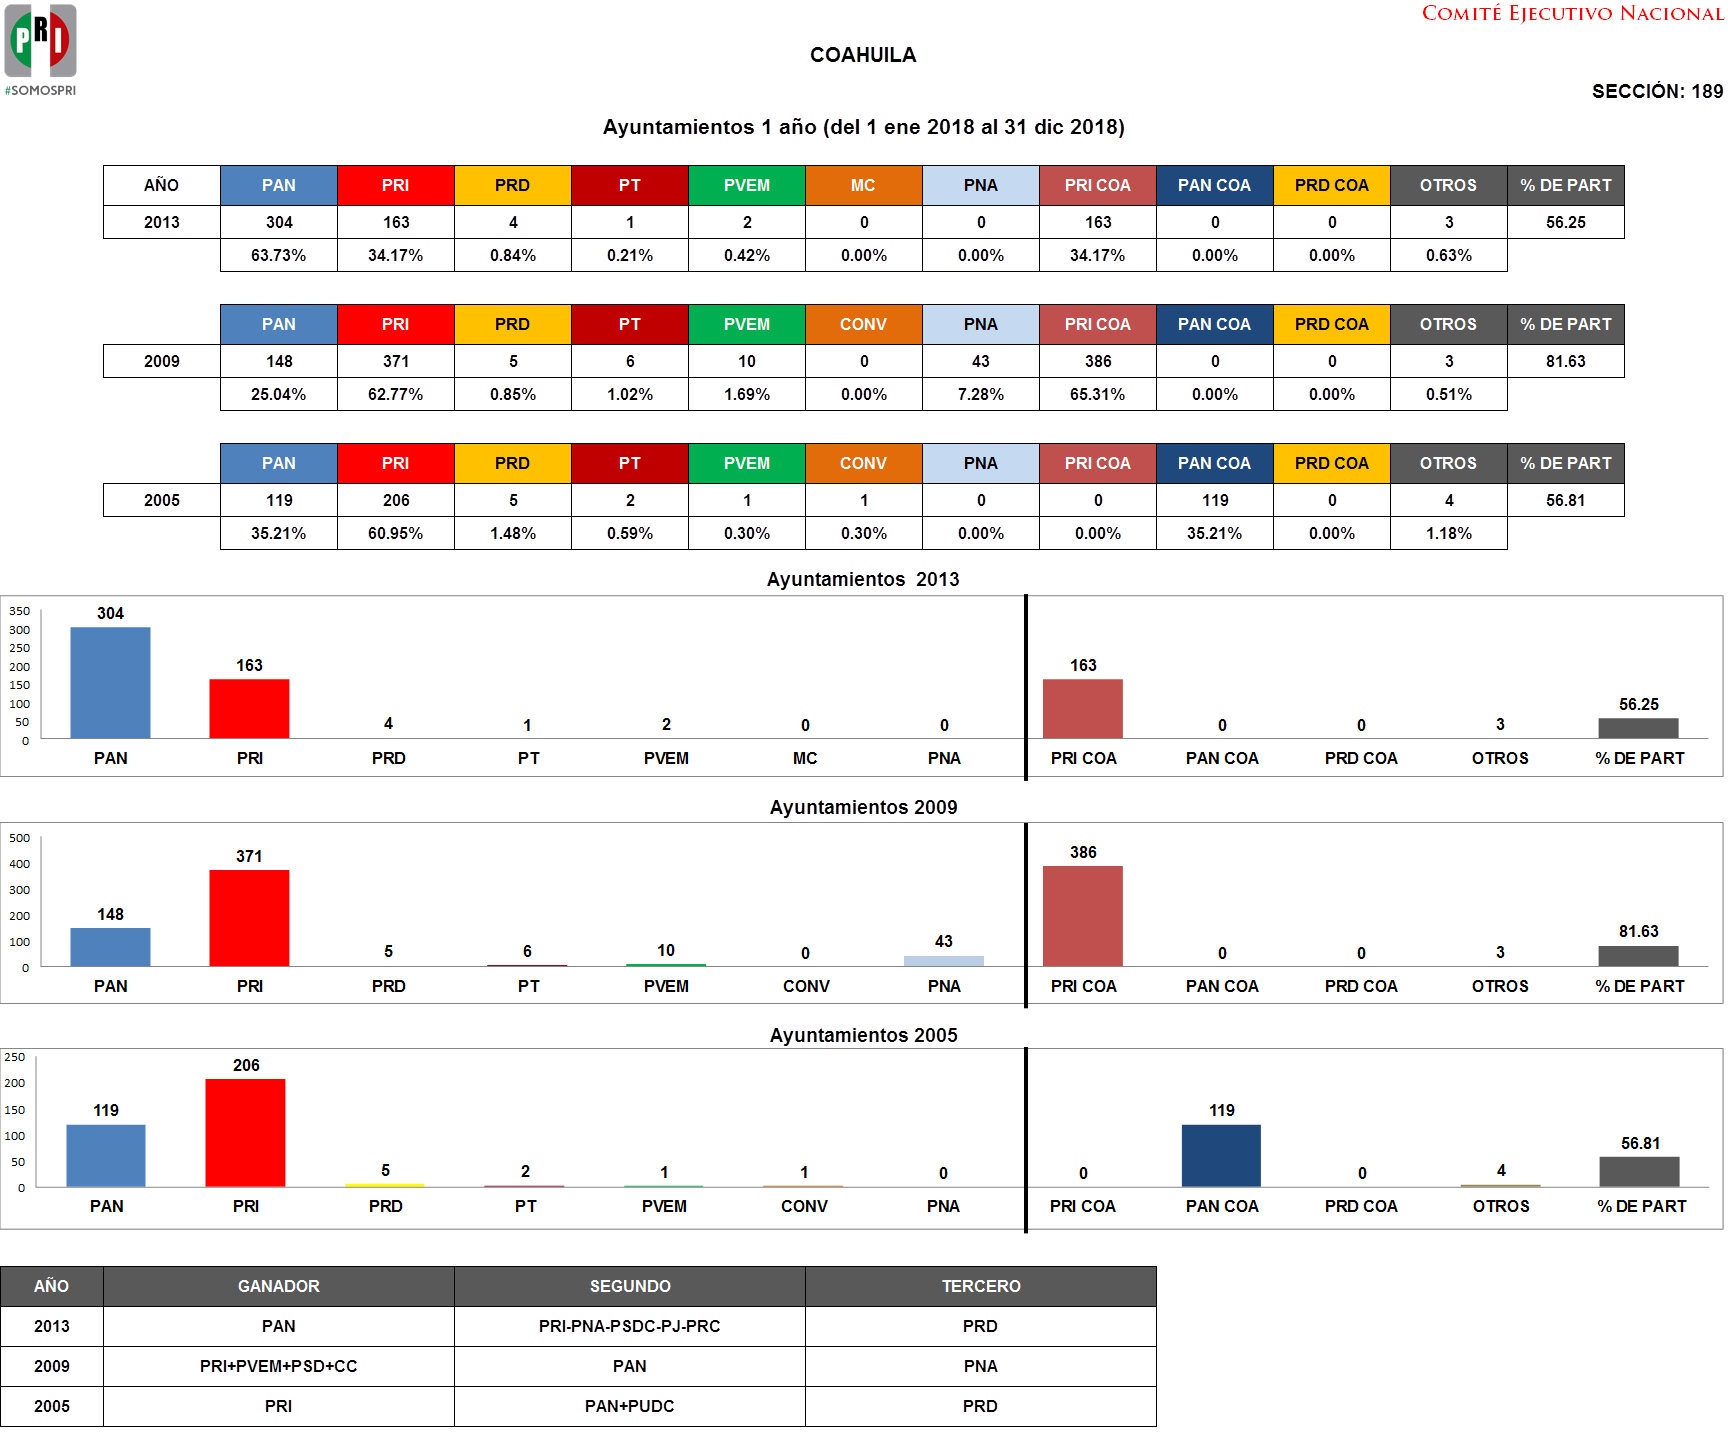 COMITÉ EJECUTIVO NACIONAL
PRI
#SOMOSPRI
COAHUILA
SECCIÓN: 189
Ayuntamientos 1 año (del 1 ene 2018 al 31 dic 2018)
AÑO PAN PRI PRD PT PVEM MC PNA PRI COA PAN COA PRD COA OTROS % DE PART
2013 304 163 4 1 2 0 0 163 0 0 3 56.25
63.73% 34.17% 0.84% 0.21% 0.42% 0.00% 0.00% 34.17% 0.00% 0.00% 0.63%
PAN PRI PRD PT PVEM CONV PNA PRI COA PAN COA PRD COA OTROS % DE PART
2009 148 371 5 6 10 0 43 386 0 0 3 81.63
25.04% 62.77% 0.85% 1.02% 1.69% 0.00% 7.28% 65.31% 0.00% 0.00% 0.51%
PAN PRI PRD PT PVEM CONV PNA PRI COA PAN COA PRD COA OTROS % DE PART
2005 119 206 5 2 1 1 0 0 119 0 4 56.81
35.21% 60.95% 1.48% 0.59% 0.30% 0.30% 0.00% 0.00% 35.21% 0.00% 1.18%
Ayuntamientos 2013
350
300
250
200
150
100
50
0
304 163 4 1 2 0 0 163 0 0 3 56.25
PAN PRI PRD PT PVEM MC PNA PRI COA PAN COA PRD COA OTROS % DE PART
Ayuntamientos 2009
500
400
300
200
100
0
148 371 5 6 10 0 43 386 0 0 3 81.63
PAN PRI PRD PT PVEM CONV PNA PRI COA PAN COA PRD COA OTROS % DE PART
Ayuntamientos 2005
250
200
150
100
50
0
119 206 5 2 1 1 0 0 119 0 4 56.81
PAN PRI PRD PT PVEM CONV PNA PRI COA PAN COA PRD COA OTROS % DE PART
AÑO GANADOR SEGUNDO TERCERO
2013 PAN PRI-PNA-PSDC-PJ-PRC PRD
2009 PRI+PVEM+PSD+CC PAN PNA
2005 PRI PAN+PUDC PRD